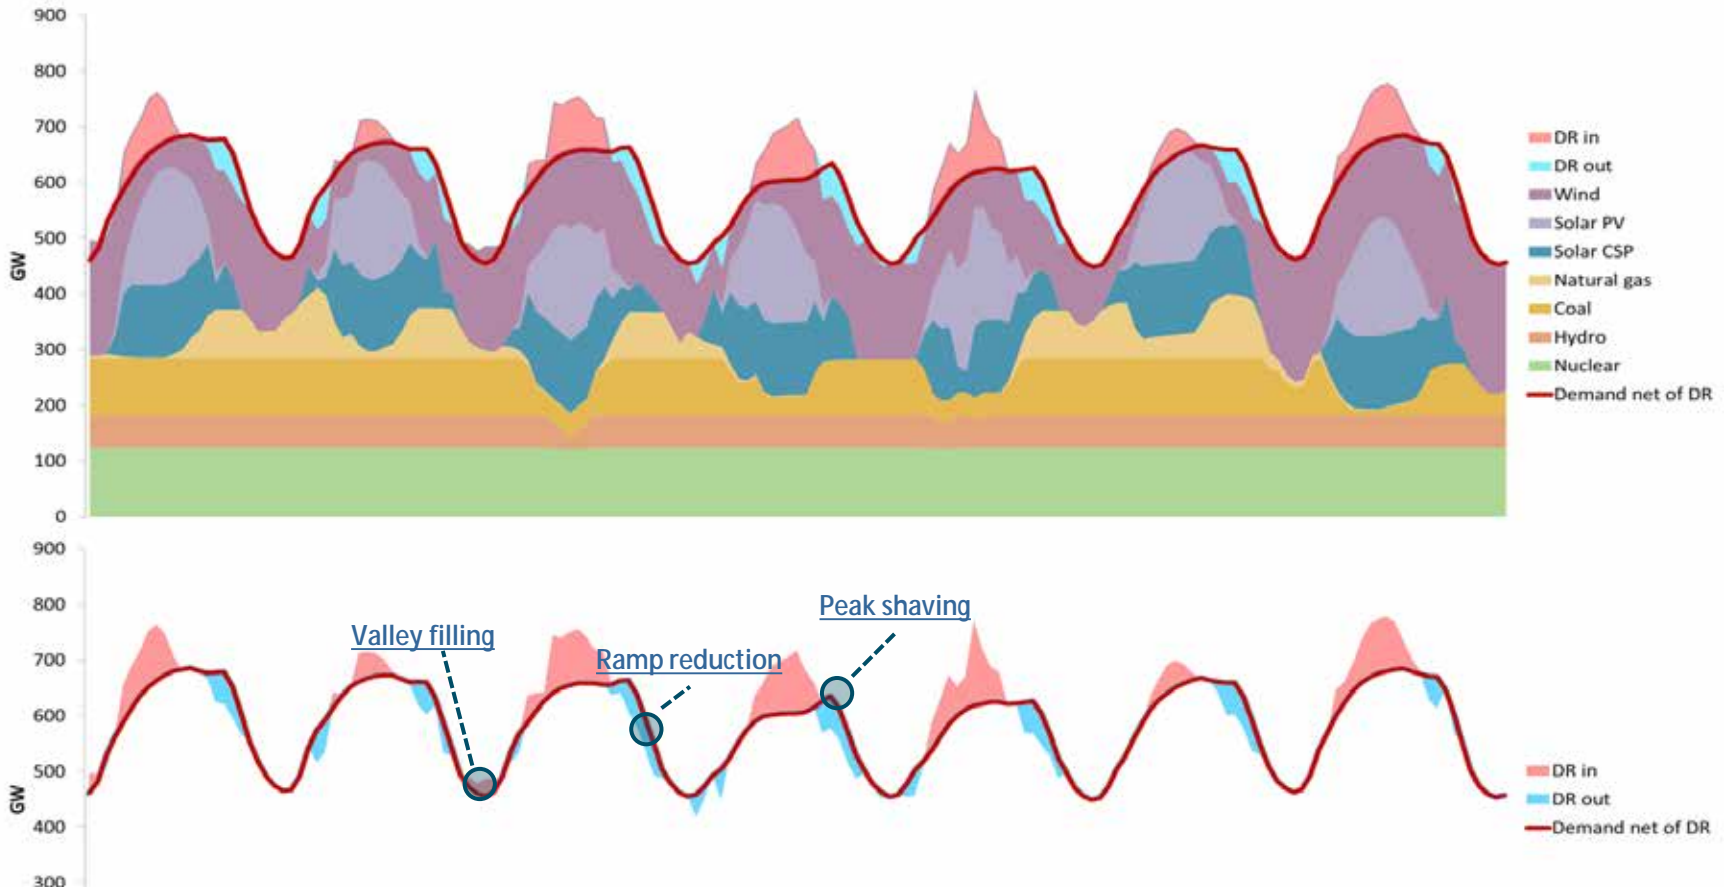 900
800
700
600
500
400
300
200
100
0
GW
DR in
DR out
Wind
Solar PV
Solar CSP
Natural gas
Coal
Hydro
Nuclear
Demand net of DR
900
800
700
600
500
400
300
GW
Valley filling
Ramp reduction
Peak shaving
DR in
DR out
Demand net of DR